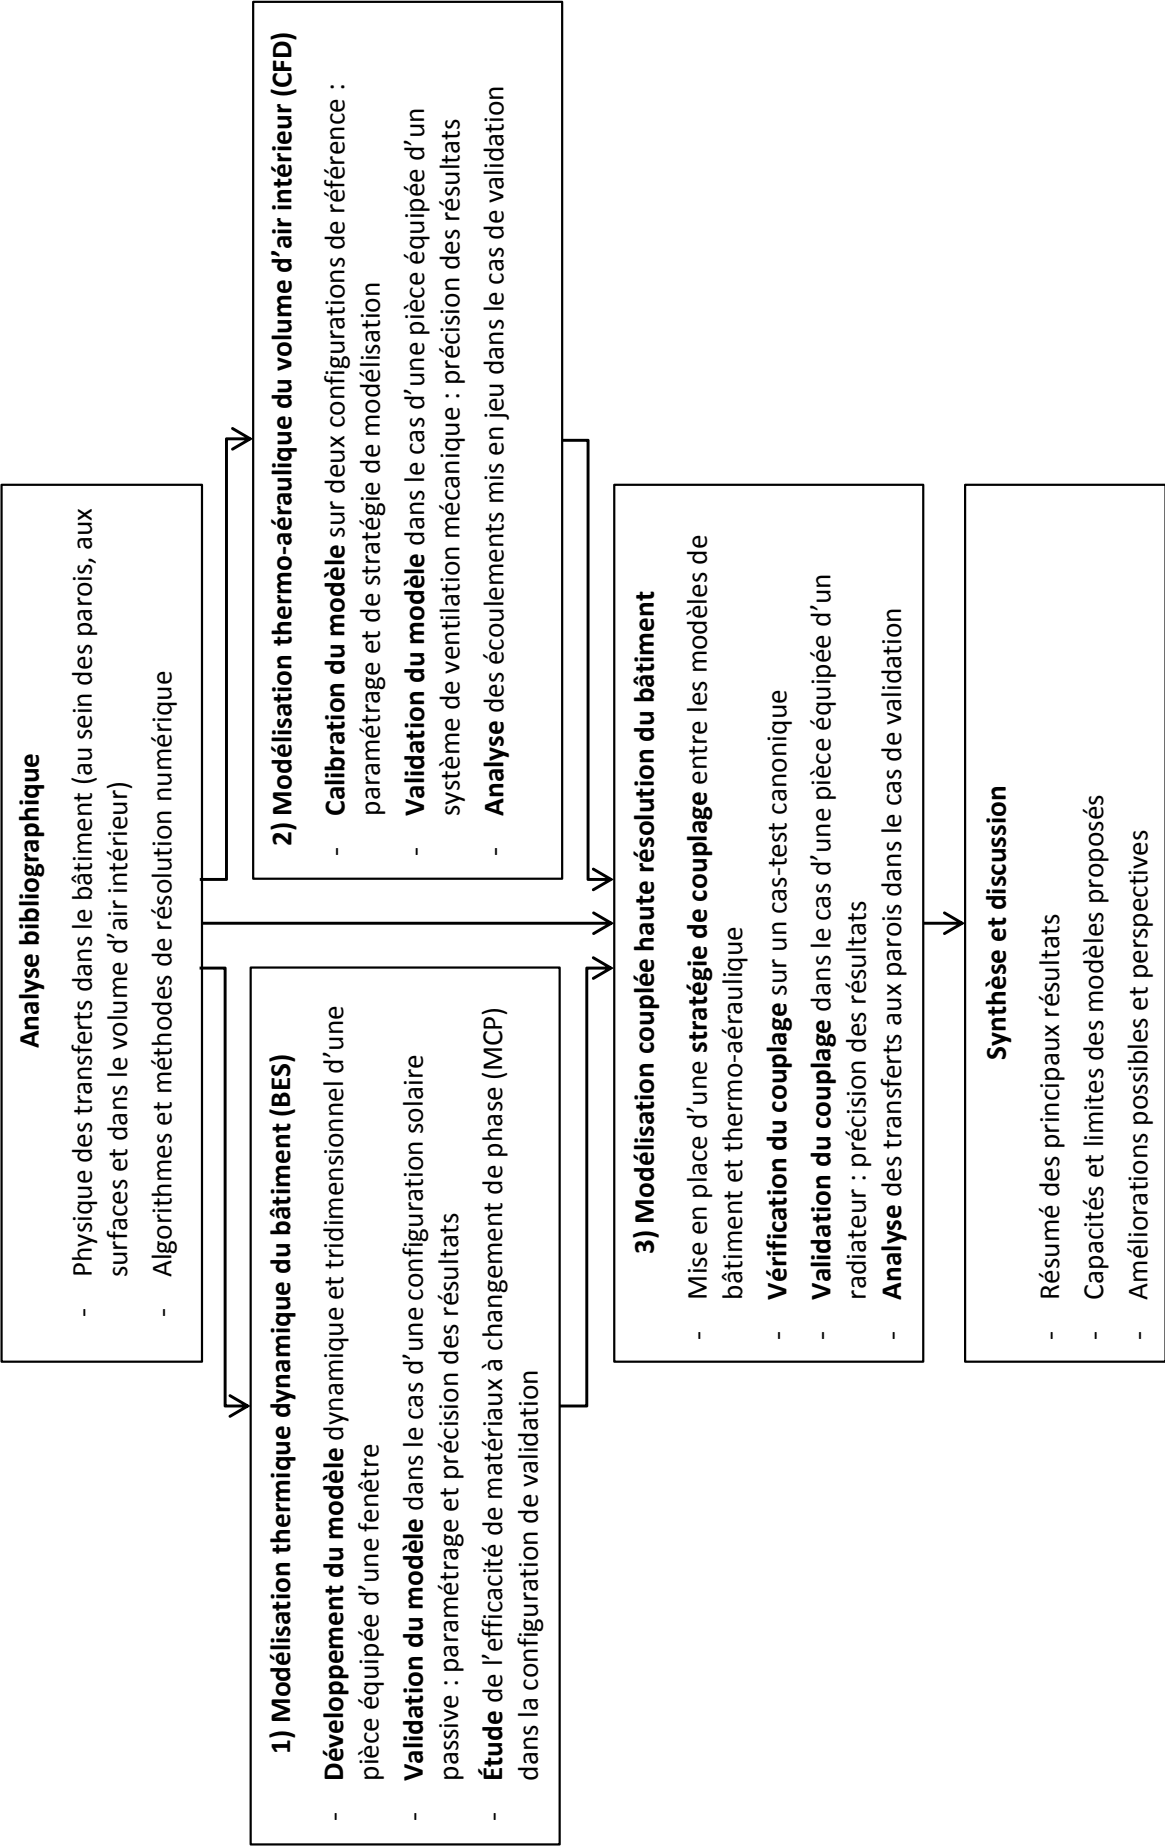 Analyse bibliographique
- Physique des transferts dans le bâtiment (au sein des parois, aux
surfaces et dans le volume d'air intérieur)
- Algorithmes et méthodes de résolution numérique
1) Modélisation thermique dynamique du bâtiment (BES)
- Développement du modèle dynamique et tridimensionnel d'une
pièce équipée d'une fenêtre
- Validation du modèle dans le cas d'une configuration solaire
passive : paramétrage et précision des résultats
- Étude de l'efficacité de matériaux à changement de phase (MCP)
dans la configuration de validation
2) Modélisation thermo-aéraulique du volume d'air intérieur (CFD)
- Calibration du modèle sur deux configurations de référence :
paramétrage et de stratégie de modélisation
- Validation du modèle dans le cas d'une pièce équipée d'un
système de ventilation mécanique : précision des résultats
- Analyse des écoulements mis en jeu dans le cas de validation
3) Modélisation couplée haute résolution du bâtiment
- Mise en place d'une stratégie de couplage entre les modèles de
bâtiment et thermo-aéraulique
- Vérification du couplage sur un cas-test canonique
- Validation du couplage dans le cas d'une pièce équipée d'un
radiateur : précision des résultats
- Analyse des transferts aux parois dans le cas de validation
Synthèse et discussion
- Résumé des principaux résultats
- Capacités et limites des modèles proposés
- Améliorations possibles et perspectives